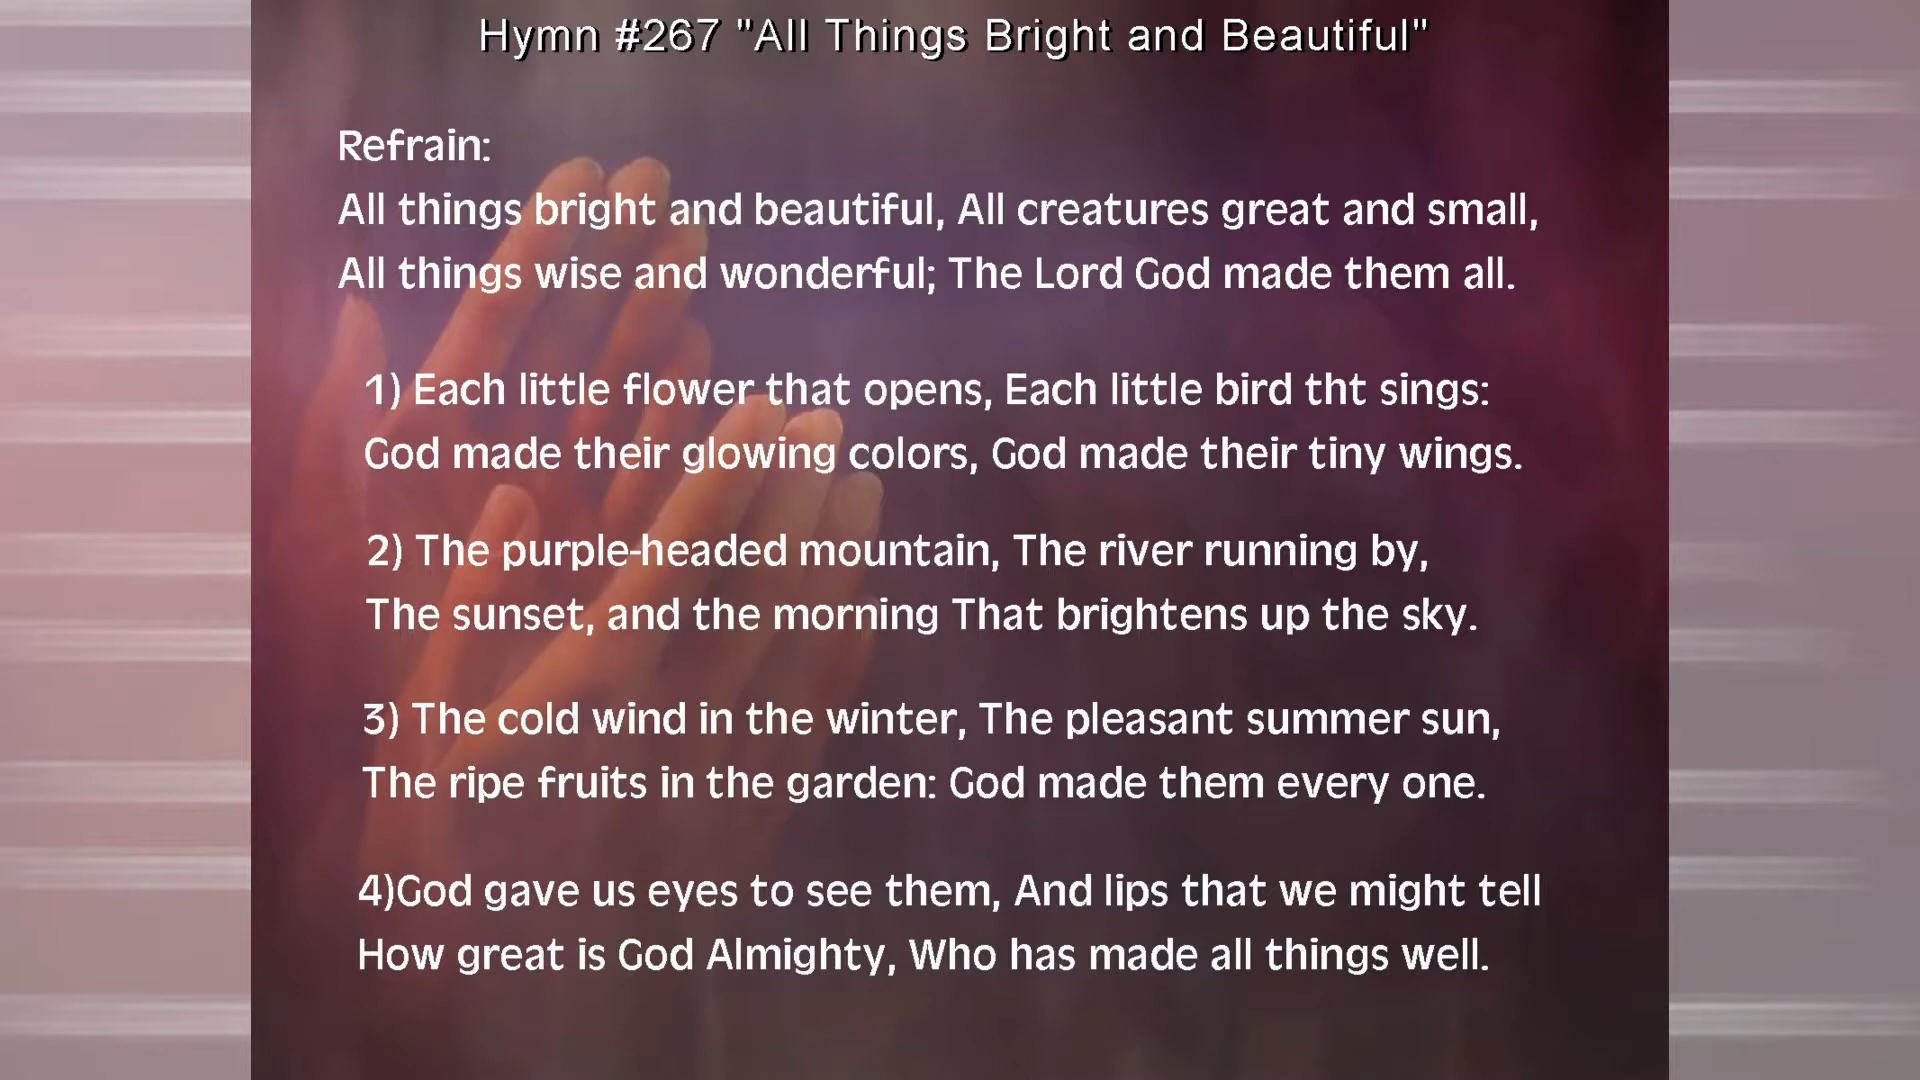 Hymn #267 "All Things Bright and Beautiful"
Refrain:
All things bright and beautiful, All creatures great and small,
All things wise and wonderful; The Lord God made them all.
1) Each little flower that opens, Each little bird tht sings:
God made their glowing colors, God made their tiny wings.
2) The purple-headed mountain, The river running by,
The sunset, and the morning That brightens up the sky.
3) The cold wind in the winter, The pleasant summer sun,
The ripe fruits in the garden: God made them every one.
4)God gave us eyes to see them, And lips that we might tell
How great is God Almighty, Who has made all things well.